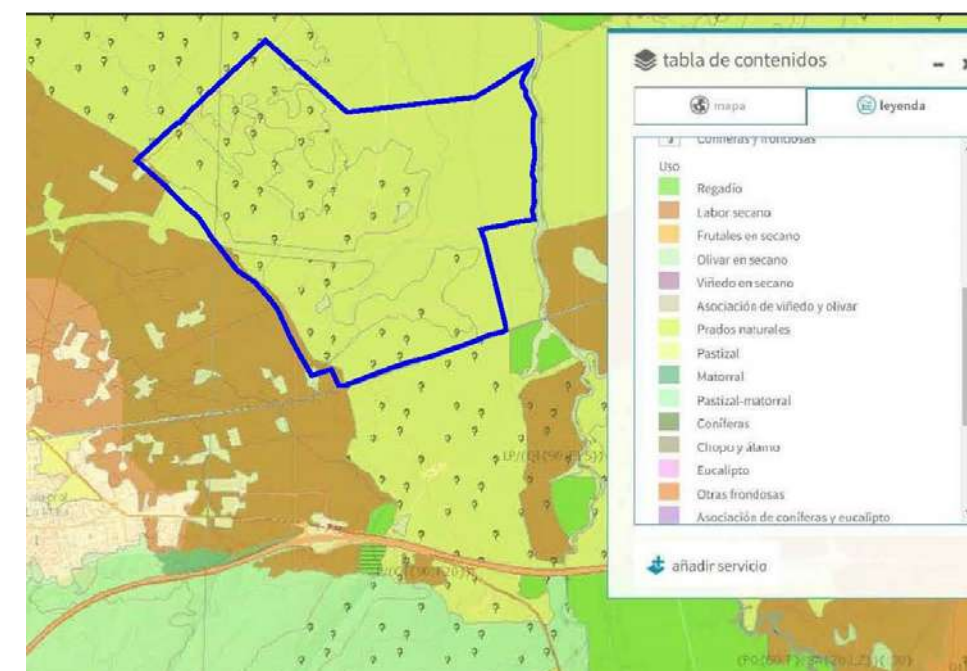 tabla de contenidos
mapa
leyenda
Coníferas y frondosas
Uso
Regadío
Labor secano
Frutales en secano
Olivar en secano
Viñedo en secano
Asociación de viñedo y olivar
Prados naturales
Pastizal
Matorral
Pastizal-matorral
Coníferas
Chopo y álamo
Eucalipto
Otras frondosas
Asociación de coníferas y eucalipto
añadir servicio